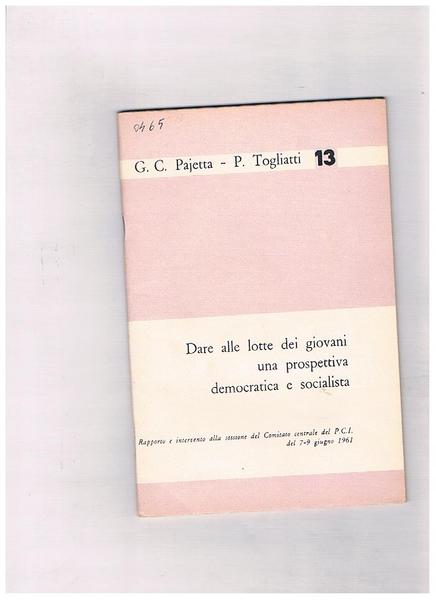 0465
G. C. Pajetta - P. Togliatti 13
Dare alle lotte dei giovani
una prospettiva
democratica e socialista
Rapporto e intervento alla sessione del Comitato centrale del P.C.I.
del 7-9 giugno 1961